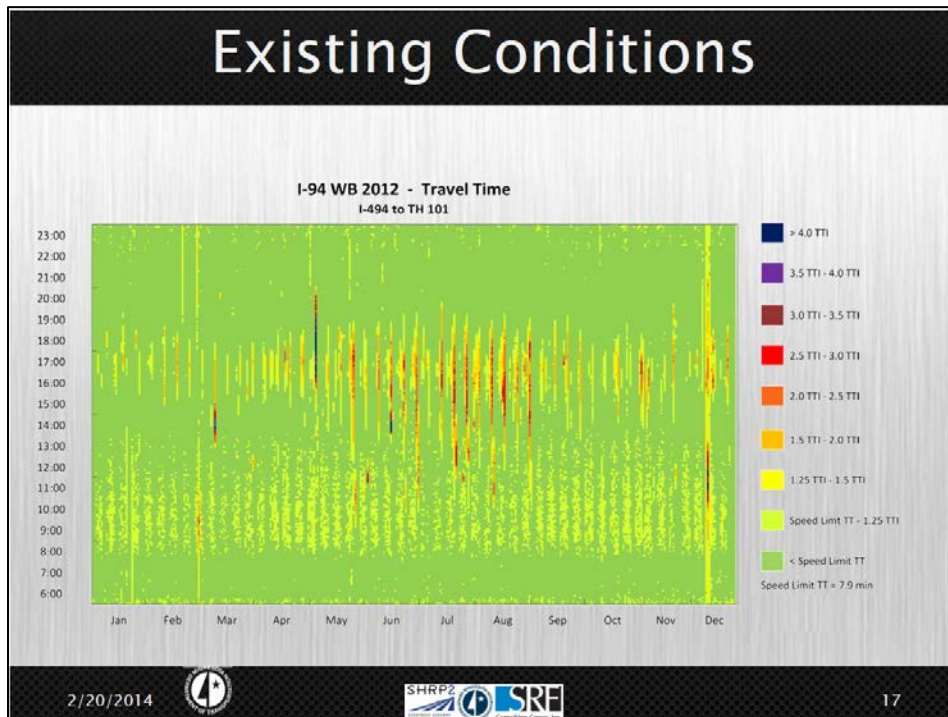 Existing Conditions
I-94 WB 2012 - Travel Time
I-494 to TH 101
23:00
22:00
21:00
20:00
19:00
18:00
17:00
16:00
15:00
14:00
13:00
12:00
11:00
10:00
9:00
8:00
7:00
6:00
Jan Feb Mar Apr May Jun Jul Aug Sep Oct Nov Dec
> 4.0 TTI
3.5 TTI - 4.0 TTI
3.0 TTI - 3.5 TTI
2.5 TTI - 3.0 TTI
2.0 TTI - 2.5 TTI
1.5 TTI - 2.0 TTI
1.25 TTI - 1.5 TTI
Speed Limt TT - 1.25 TTI
< Speed Limit TT
Speed Limit TT = 7.9 min
2/20/2014
SHRP2
SRF
17